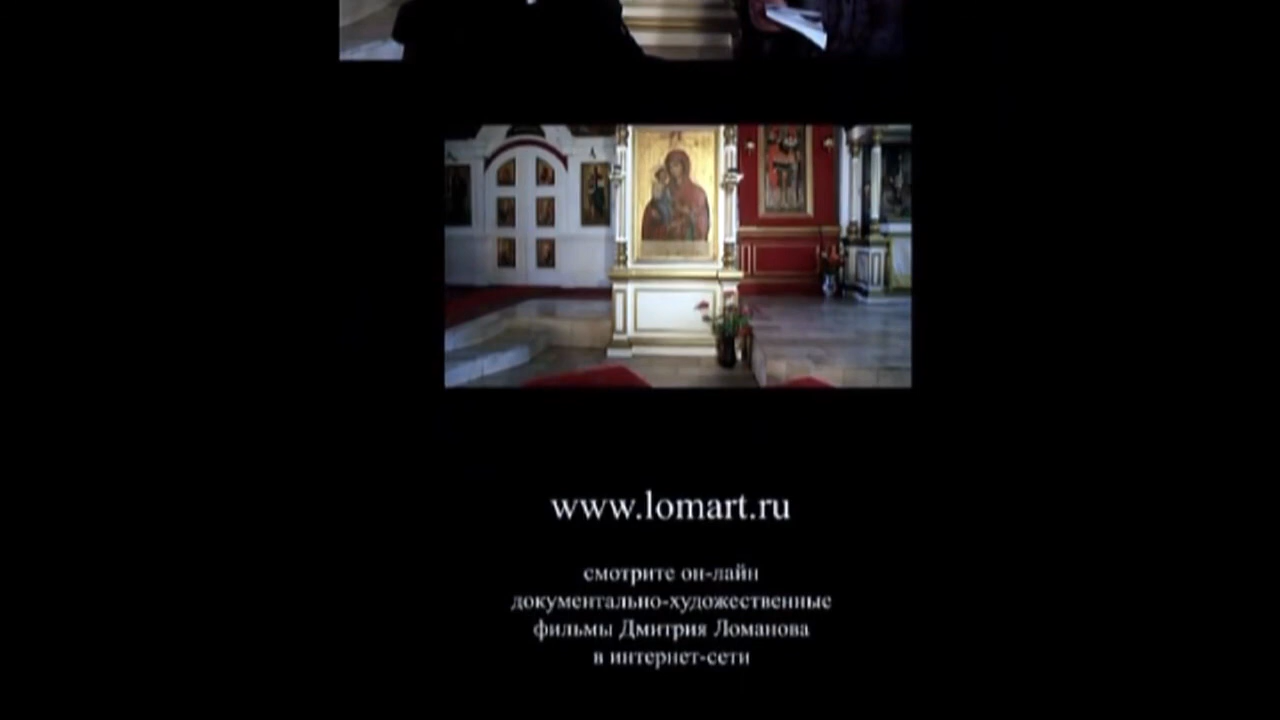 www.lomart.ru
смотрите он-лайн
документально-художественные
фильмы Дмитрия Ломанова
в интернет-сети